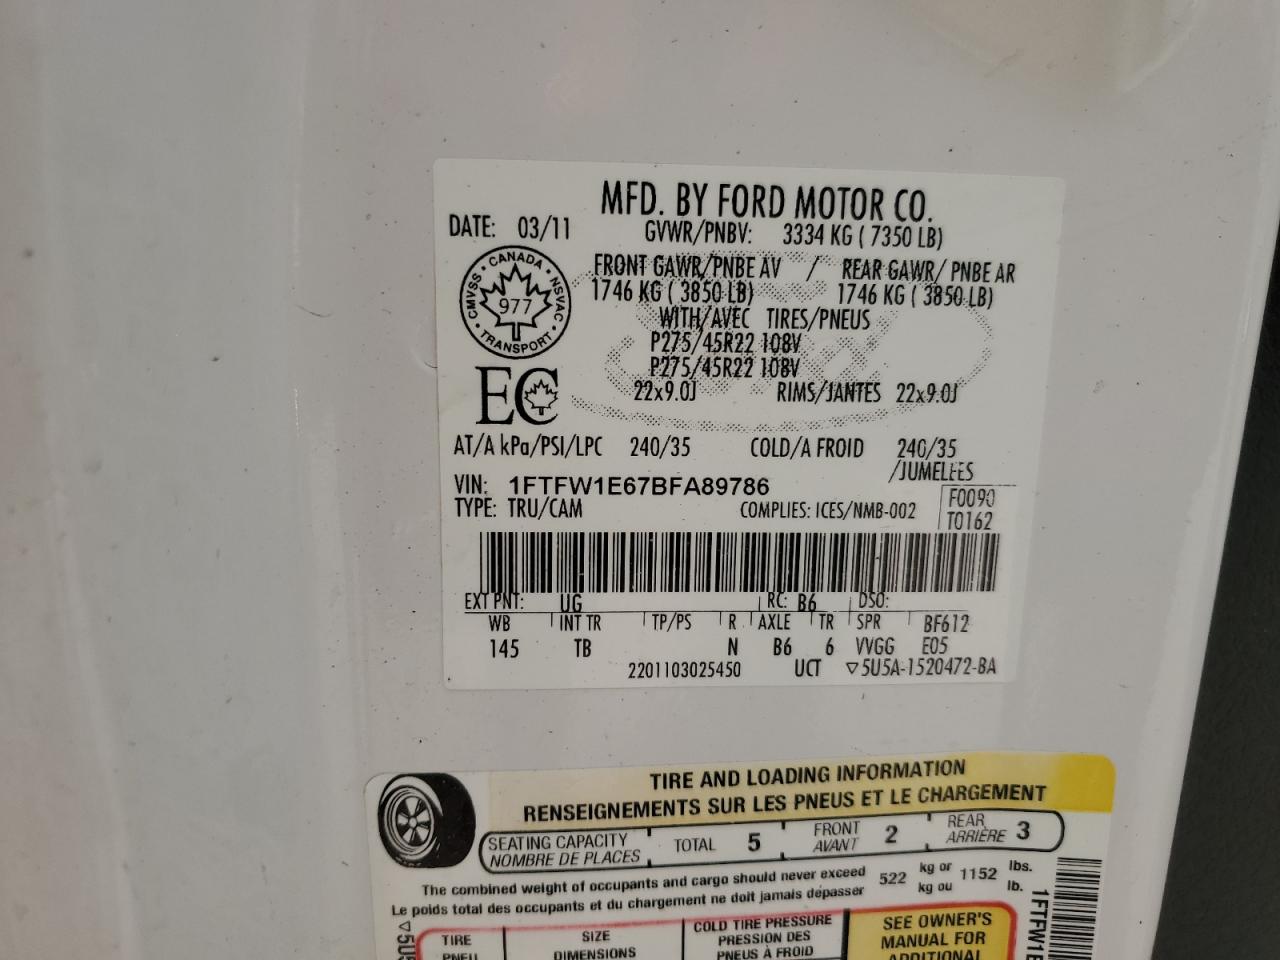 MFD. BY FORD MOTOR CO.
DATE: 03/11 GVWR/PNBV: 3334 KG ( 7350 LB)
FRONT GAWR/PNBE AV / REAR GAWR/ PNBE AR
1746 KG ( 3850 LB) 1746 KG ( 3850 LB)
WITH/AVEC TIRES/PNEUS
P275/45R22 108V
P275/45R22 108V
22x9.0J RIMS/JANTES 22x9.0J
CMVSS • CANADA • NSVAC • TRANSPORT •
977
EC
AT/A kPa/PSI/LPC 240/35 COLD/A FROID 240/35
/JUMELEES
VIN: 1FTFW1E67BFA89786
TYPE: TRU/CAM COMPLIES: ICES/NMB-002
F0090
T0162
EXT PNT: UG RC: B6 DSO:
WB INT TR TP/PS R AXLE TR SPR BF612
145 TB N B6 6 VVGG E05
2201103025450 UCT ▽5U5A-1520472-BA
TIRE AND LOADING INFORMATION
RENSEIGNEMENTS SUR LES PNEUS ET LE CHARGEMENT
SEATING CAPACITY
NOMBRE DE PLACES
TOTAL 5
FRONT
AVANT 2
REAR
ARRIÈRE 3
The combined weight of occupants and cargo should never exceed 522 kg or 1152 lbs.
Le poids total des occupants et du chargement ne doit jamais dépasser kg ou lb.
TIRE
PNEU
SIZE
DIMENSIONS
COLD TIRE PRESSURE
PRESSION DES
PNEUS À FROID
SEE OWNER'S
MANUAL FOR
ADDITIONAL
▽5U5
1FTFW1E